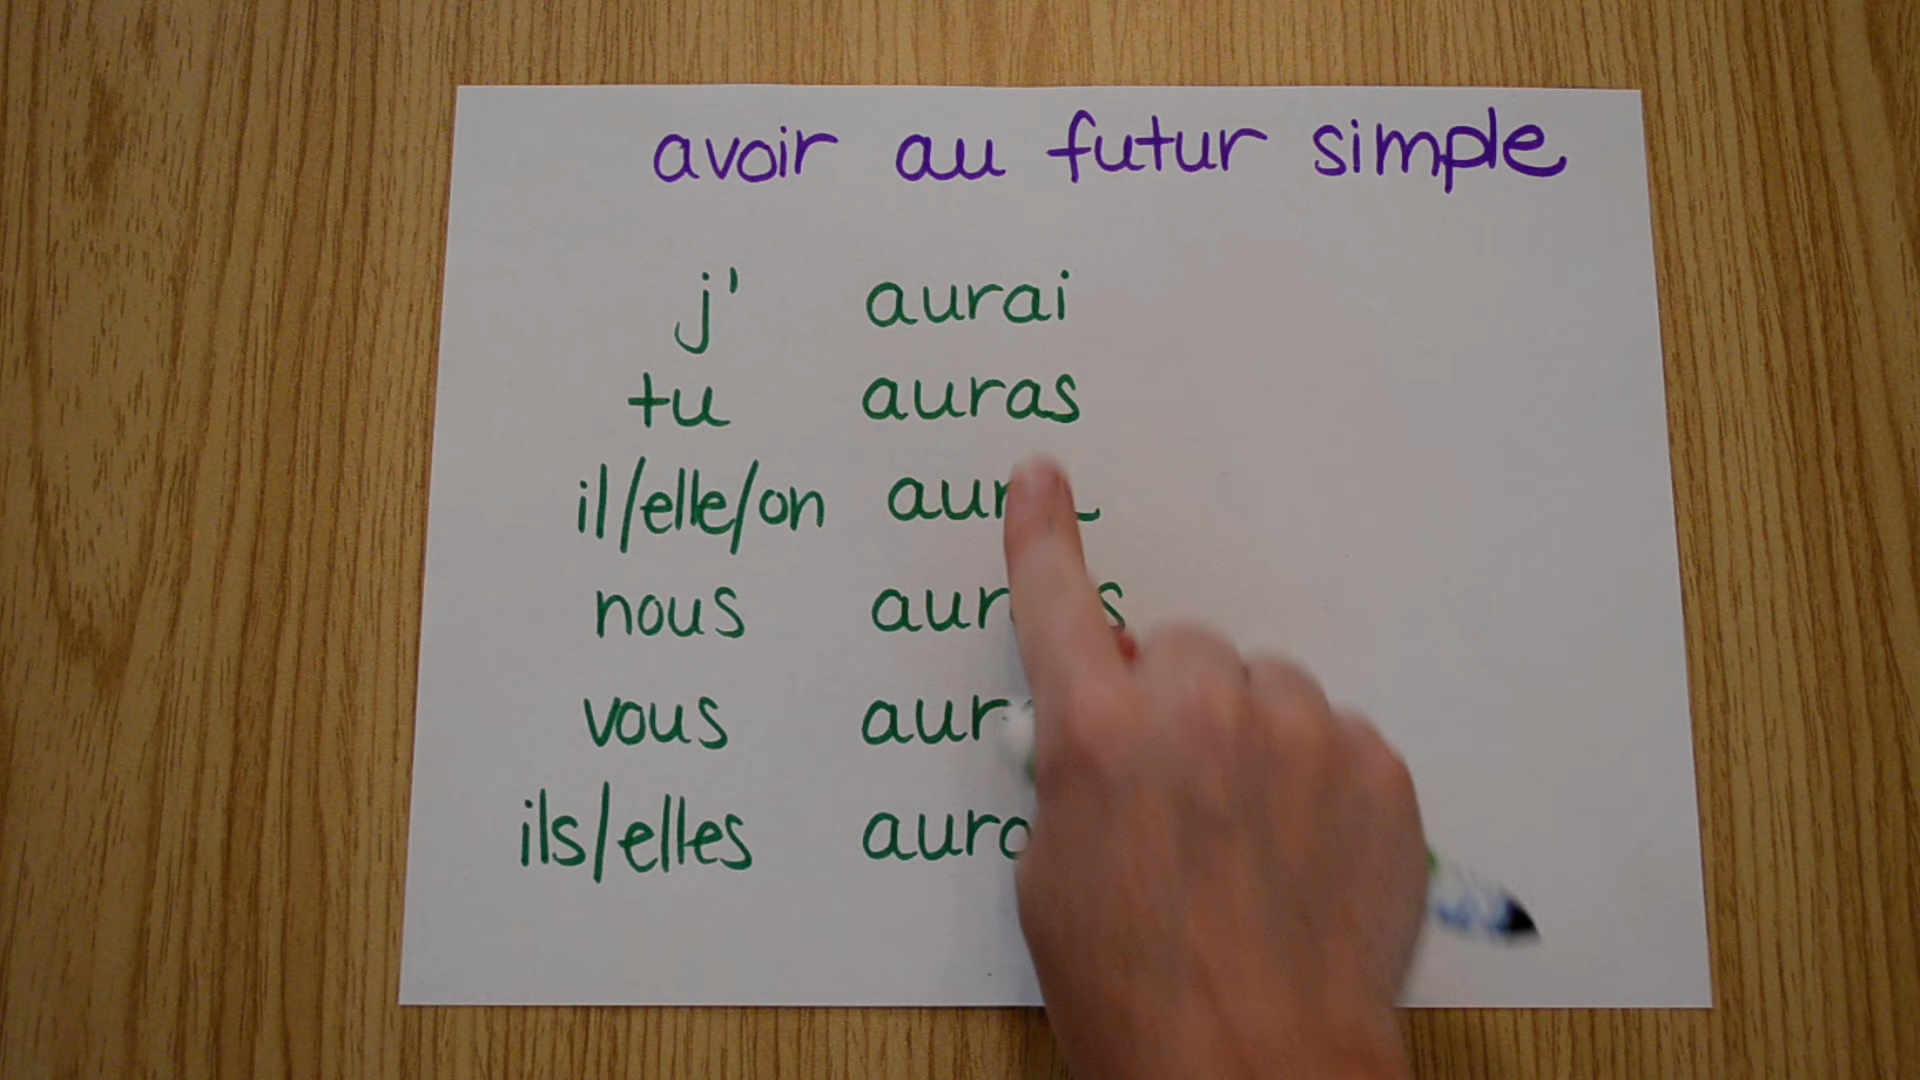 avoir au futur simple
j' aurai
tu auras
il/elle/on
nous
vous
ils/elles